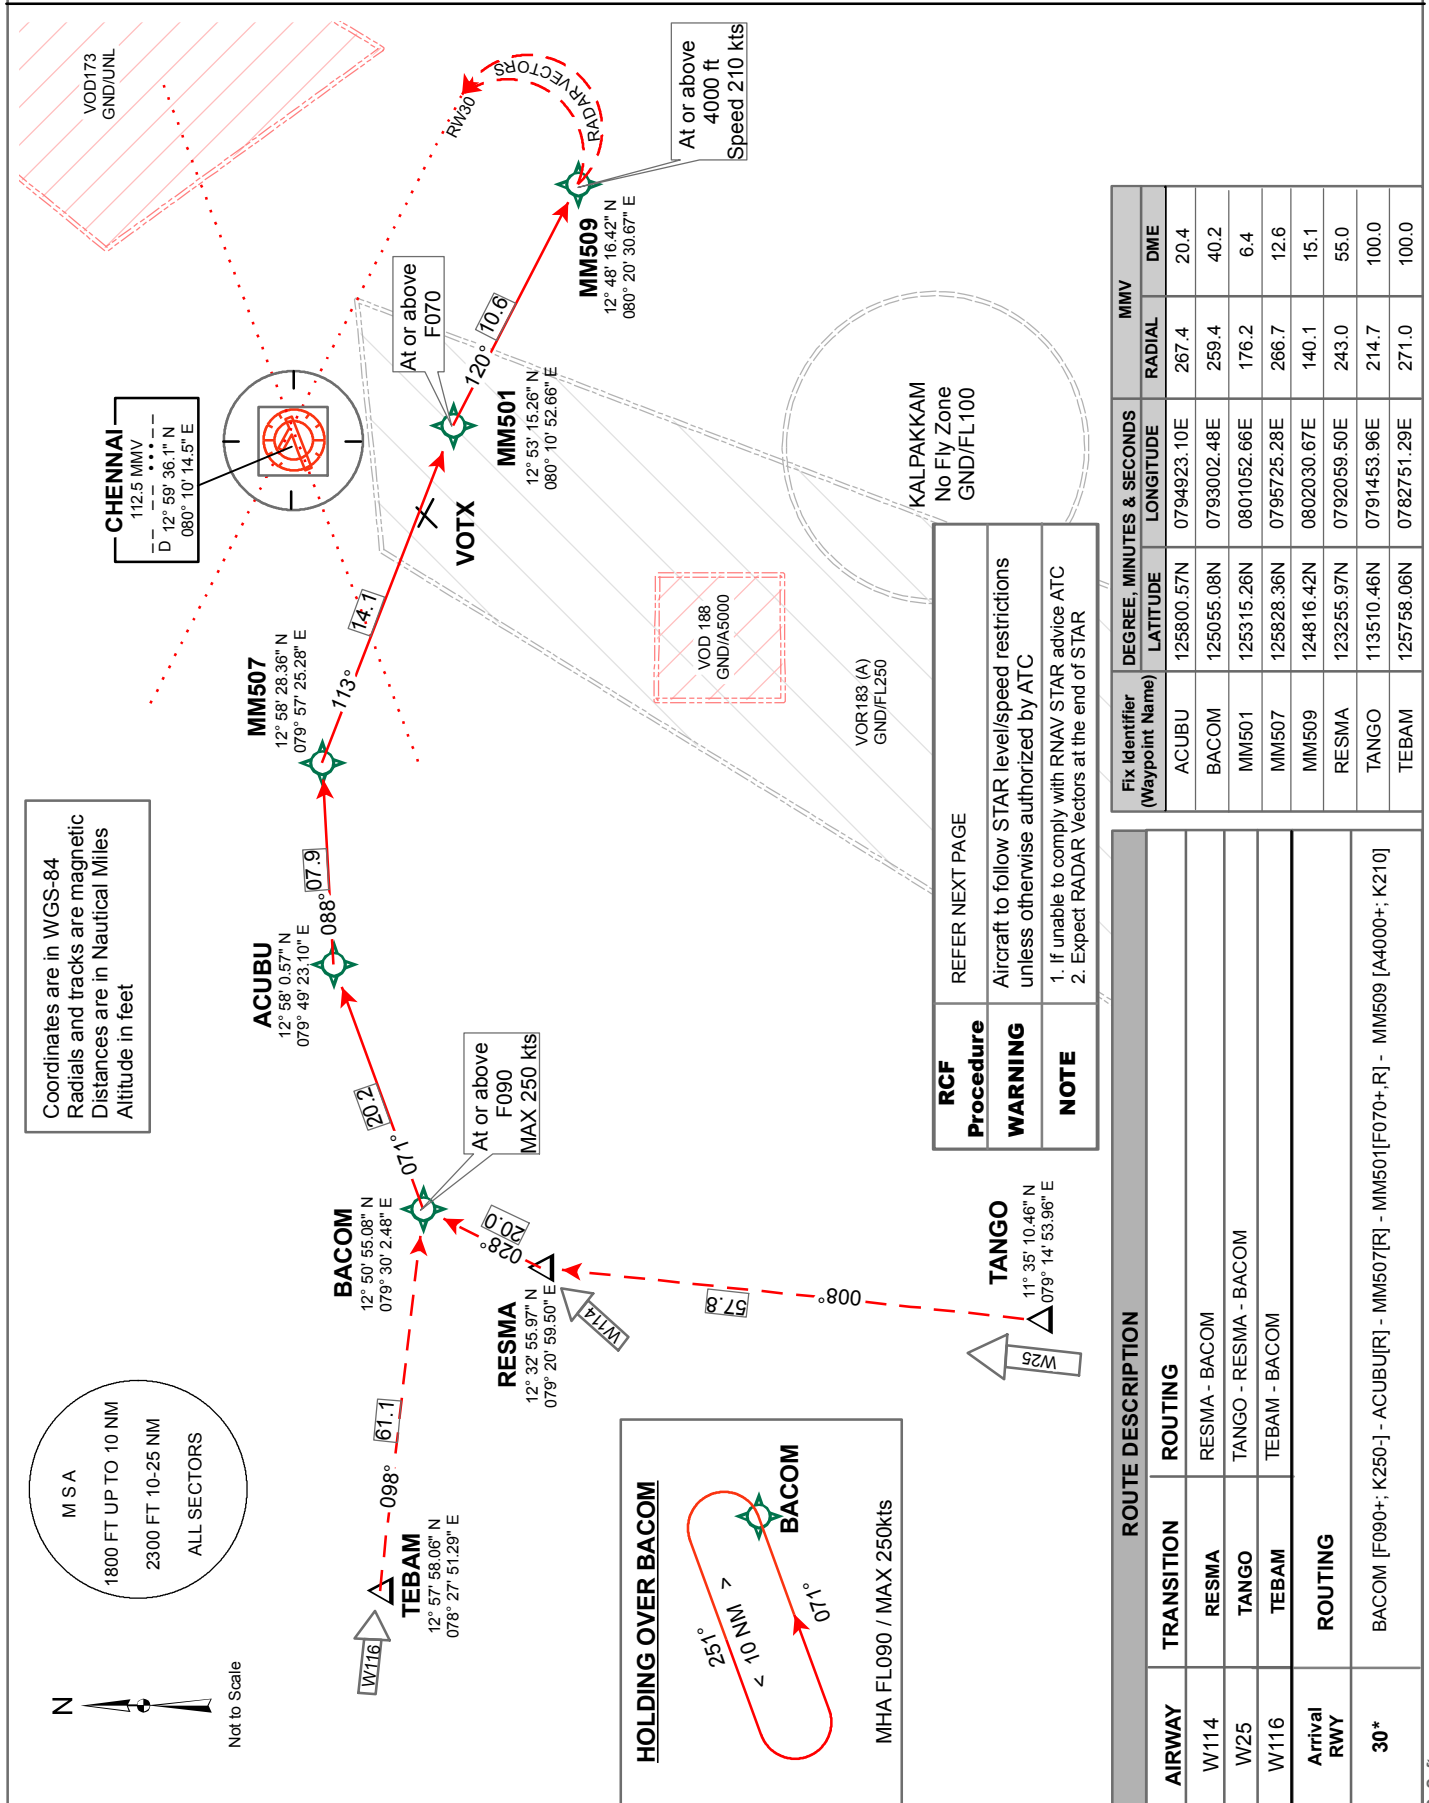 N
Not to Scale
M S A
1800 FT UP TO 10 NM
2300 FT 10-25 NM
ALL SECTORS
Coordinates are in WGS-84
Radials and tracks are magnetic
Distances are in Nautical Miles
Altitude in feet
CHENNAI
112.5 MMV
D 12° 59' 36.1" N
080° 10' 14.5" E
VOD173
GND/UNL
W116
TEBAM
12° 57' 58.06" N
078° 27' 51.29" E
098°
61.1
BACOM
12° 50' 55.08" N
079° 30' 2.48" E
At or above
F090
MAX 250 kts
071°
20.2
ACUBU
12° 58' 0.57" N
079° 49' 23.10" E
088°
07.9
MM507
12° 58' 28.36" N
079° 57' 25.28" E
113°
14.1
VOTX
At or above
F070
MM501
12° 53' 15.26" N
080° 10' 52.66" E
120°
10.6
MM509
12° 48' 16.42" N
080° 20' 30.67" E
RW30
RADAR VECTORS
At or above
4000 ft
Speed 210 kts
RESMA
12° 32' 55.97" N
079° 20' 59.50" E
W114
028°
20.0
57.8
008°
TANGO
11° 35' 10.46" N
079° 14' 53.96" E
W25
VOD 188
GND/A5000
VOR183 (A)
GND/FL250
KALPAKKAM
No Fly Zone
GND/FL100
HOLDING OVER BACOM
251°
< 10 NM >
071°
BACOM
MHA FL090 / MAX 250kts
RCF Procedure
REFER NEXT PAGE
WARNING
Aircraft to follow STAR level/speed restrictions
unless otherwise authorized by ATC
NOTE
1. If unable to comply with RNAV STAR advice ATC
2. Expect RADAR Vectors at the end of STAR
ROUTE DESCRIPTION
AIRWAY TRANSITION ROUTING
W114 RESMA RESMA - BACOM
W25 TANGO TANGO - RESMA - BACOM
W116 TEBAM TEBAM - BACOM
Arrival RWY ROUTING
30* BACOM [F090+; K250-] - ACUBU[R] - MM507[R] - MM501[F070+,R] - MM509 [A4000+; K210]
Fix Identifier (Waypoint Name) DEGREE, MINUTES & SECONDS MMV
LATITUDE LONGITUDE RADIAL DME
ACUBU 125800.57N 0794923.10E 267.4 20.4
BACOM 125055.08N 0793002.48E 259.4 40.2
MM501 125315.26N 0801052.66E 176.2 6.4
MM507 125828.36N 0795725.28E 266.7 12.6
MM509 124816.42N 0802030.67E 140.1 15.1
RESMA 123255.97N 0792059.50E 243.0 55.0
TANGO 113510.46N 0791453.96E 214.7 100.0
TEBAM 125758.06N 0782751.29E 271.0 100.0